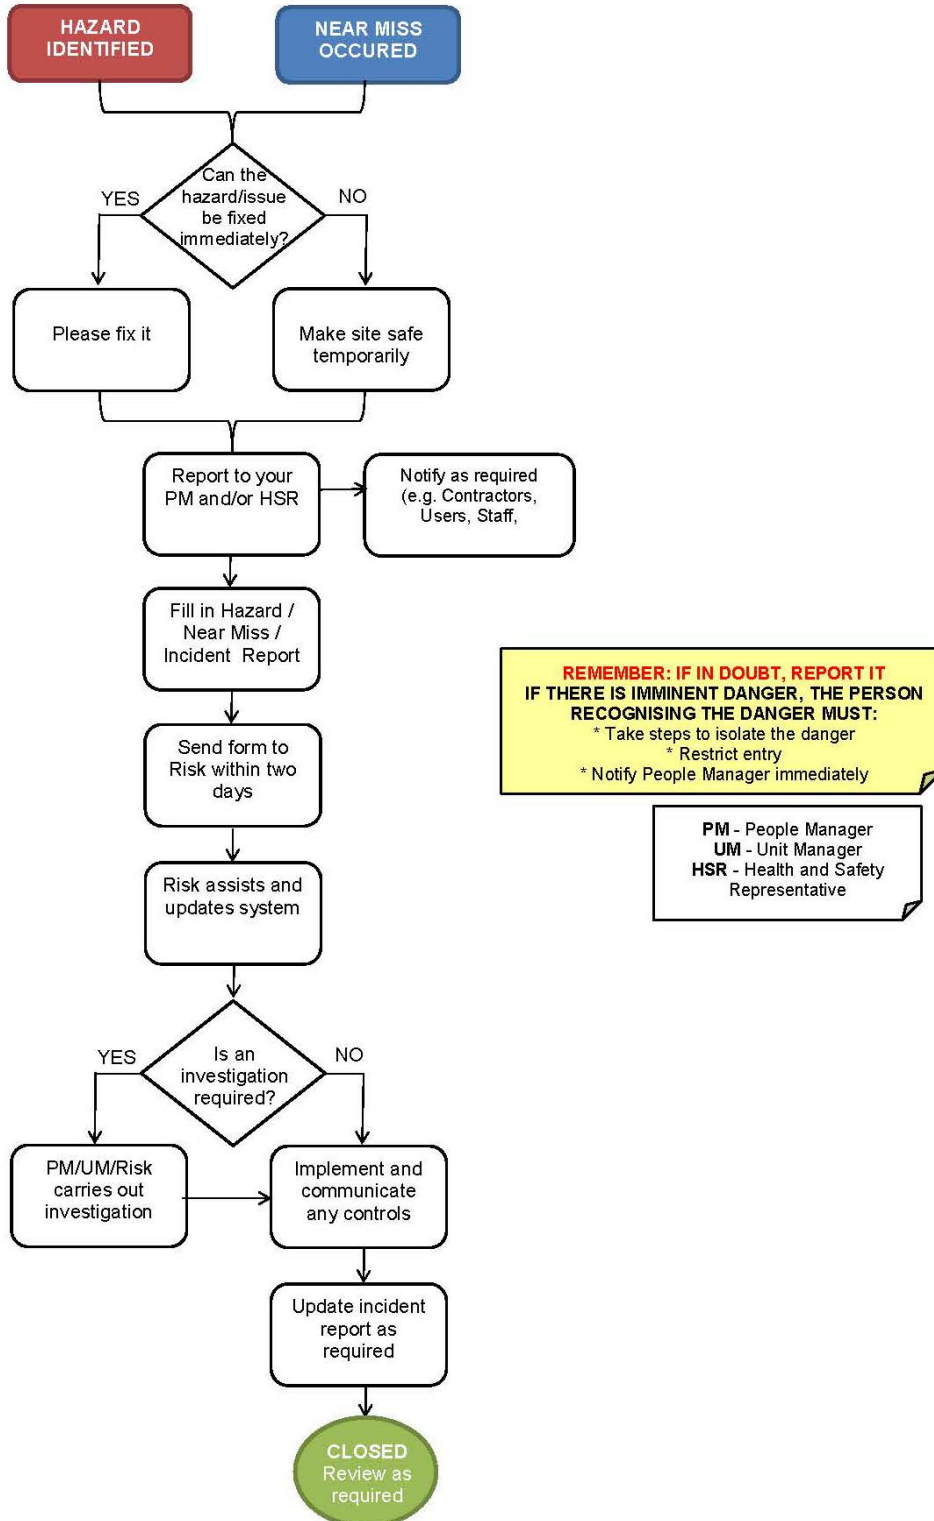 HAZARD
IDENTIFIED
NEAR MISS
OCCURED
Can the
hazard/issue
be fixed
immediately?
YES
NO
Please fix it
Make site safe
temporarily
Report to your
PM and/or HSR
Notify as required
(e.g. Contractors,
Users, Staff,
Fill in Hazard /
Near Miss /
Incident Report
REMEMBER: IF IN DOUBT, REPORT IT
IF THERE IS IMMINENT DANGER, THE PERSON
RECOGNISING THE DANGER MUST:
* Take steps to isolate the danger
* Restrict entry
* Notify People Manager immediately
Send form to
Risk within two
days
PM - People Manager
UM - Unit Manager
HSR - Health and Safety
Representative
Risk assists and
updates system
Is an
investigation
required?
YES
NO
PM/UM/Risk
carries out
investigation
Implement and
communicate
any controls
Update incident
report as
required
CLOSED
Review as
required